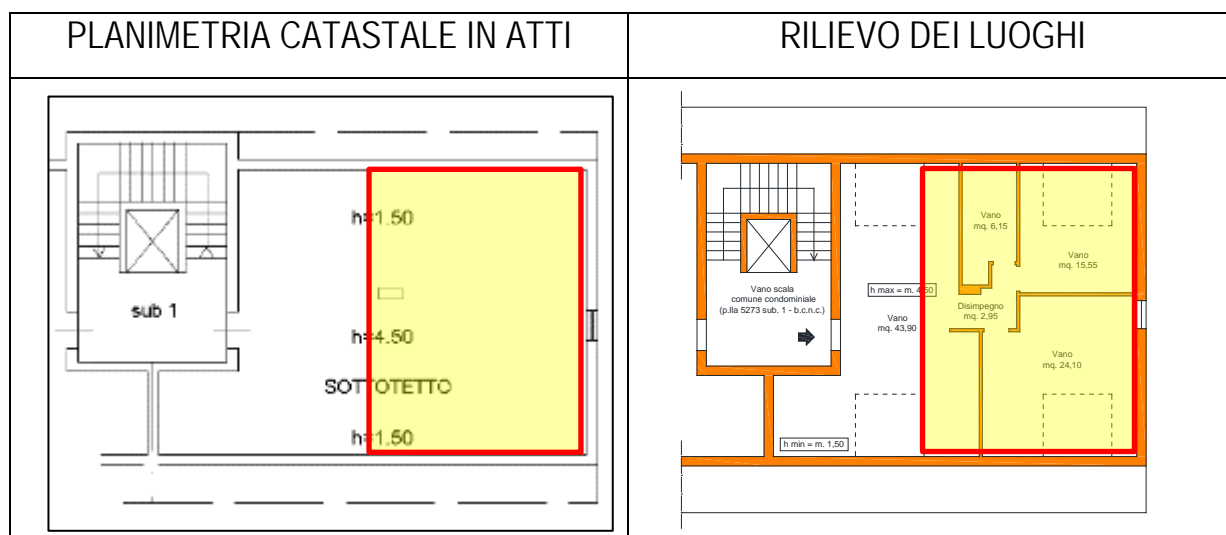 PLANIMETRIA CATASTALE IN ATTI
RILIEVO DEI LUOGHI
h=1.50
sub 1
h=4.50
SOTTOTETTO
h=1.50
Vano
mq. 6,15
Vano
mq. 15,55
Vano scala
comune condominiale
(p.lla 5273 sub. 1 - b.c.n.c.)
h max = m. 4,50
Vano
mq. 43,90
Disimpegno
mq. 2,95
Vano
mq. 24,10
h min = m. 1,50